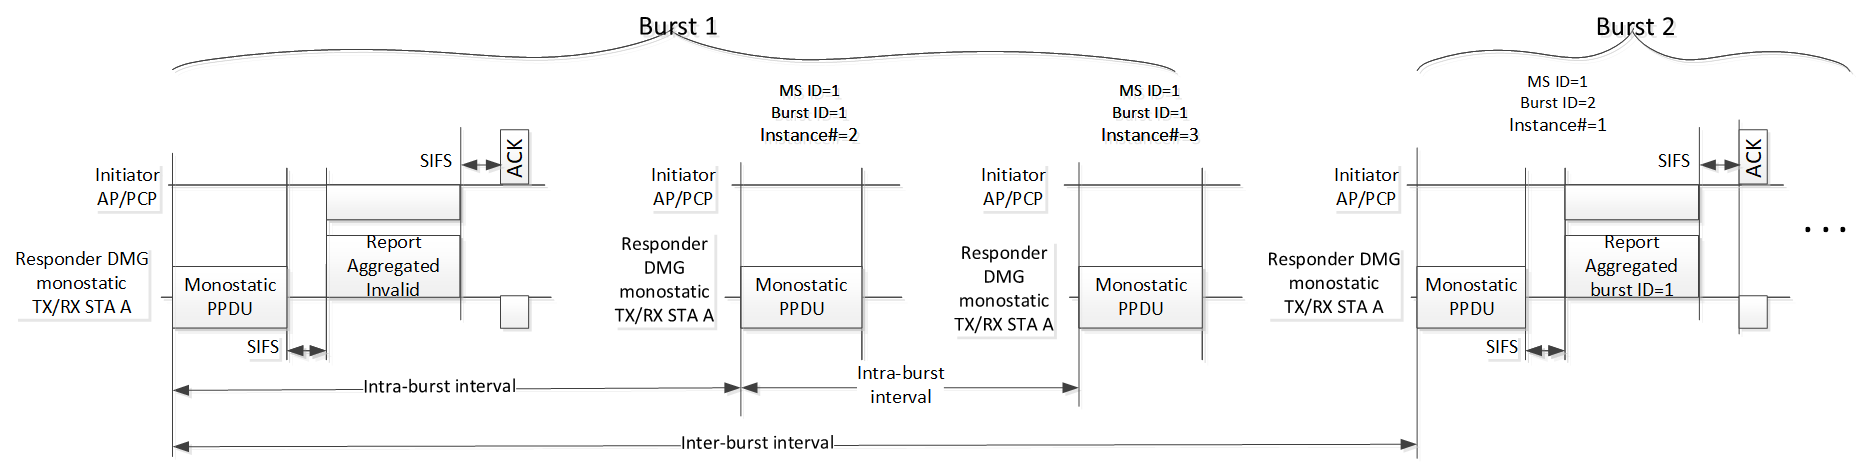 Burst 1
Burst 2
MS ID=1
Burst ID=1
Instance#=2
MS ID=1
Burst ID=1
Instance#=3
MS ID=1
Burst ID=2
Instance#=1
SIFS
ACK
SIFS
ACK
Initiator
AP/PCP
Initiator
AP/PCP
Initiator
AP/PCP
Initiator
AP/PCP
Responder DMG
monostatic
TX/RX STA A
Monostatic
PPDU
Report
Aggregated
Invalid
Responder
DMG
monostatic
TX/RX STA A
Monostatic
PPDU
Responder
DMG
monostatic
TX/RX STA A
Monostatic
PPDU
Responder DMG
monostatic
TX/RX STA A
Monostatic
PPDU
Report
Aggregated
burst ID=1
...
SIFS
SIFS
Intra-burst interval
Intra-burst
interval
Inter-burst interval